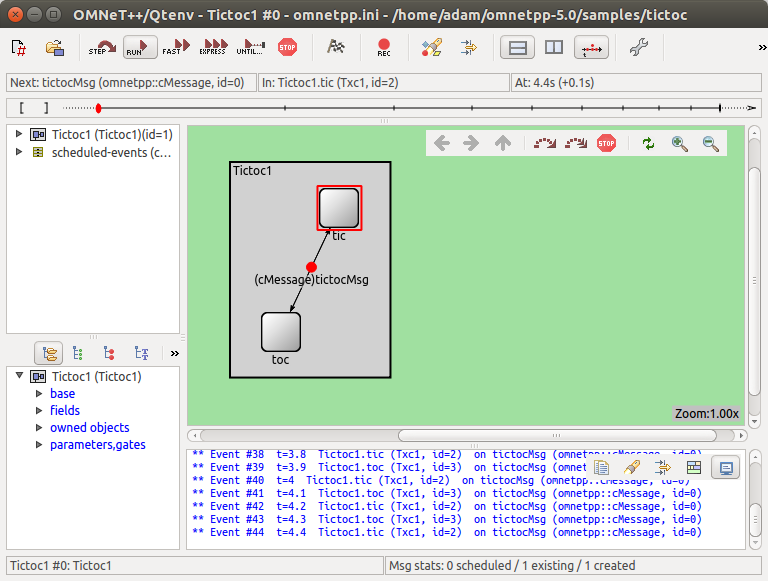 OMNeT++/Qtenv - Tictoc1 #0 - omnetpp.ini - /home/adam/omnetpp-5.0/samples/tictoc
STEP RUN FAST EXPRESS UNTIL... STOP REC
Next: tictocMsg (omnetpp::cMessage, id=0) In: Tictoc1.tic (Txc1, id=2) At: 4.4s (+0.1s)
Tictoc1 (Tictoc1)(id=1)
scheduled-events (c...
STOP
Tictoc1
tic
(cMessage)tictocMsg
toc
Zoom:1.00x
Tictoc1 (Tictoc1)
base
fields
owned objects
parameters,gates
** Event #38 t=3.8 Tictoc1.tic (Txc1, id=2) on tictocMsg (omnetpp::cMessage, id=0)
** Event #39 t=3.9 Tictoc1.toc (Txc1, id=3) on tictocMsg (omnet
** Event #40 t=4 Tictoc1.tic (Txc1, id=2) on tictocMsg (omnetpp::cMessage, id=0)
** Event #41 t=4.1 Tictoc1.toc (Txc1, id=3) on tictocMsg (omnetpp::cMessage, id=0)
** Event #42 t=4.2 Tictoc1.tic (Txc1, id=2) on tictocMsg (omnetpp::cMessage, id=0)
** Event #43 t=4.3 Tictoc1.toc (Txc1, id=3) on tictocMsg (omnetpp::cMessage, id=0)
** Event #44 t=4.4 Tictoc1.tic (Txc1, id=2) on tictocMsg (omnetpp::cMessage, id=0)
Tictoc1 #0: Tictoc1 Msg stats: 0 scheduled / 1 existing / 1 created